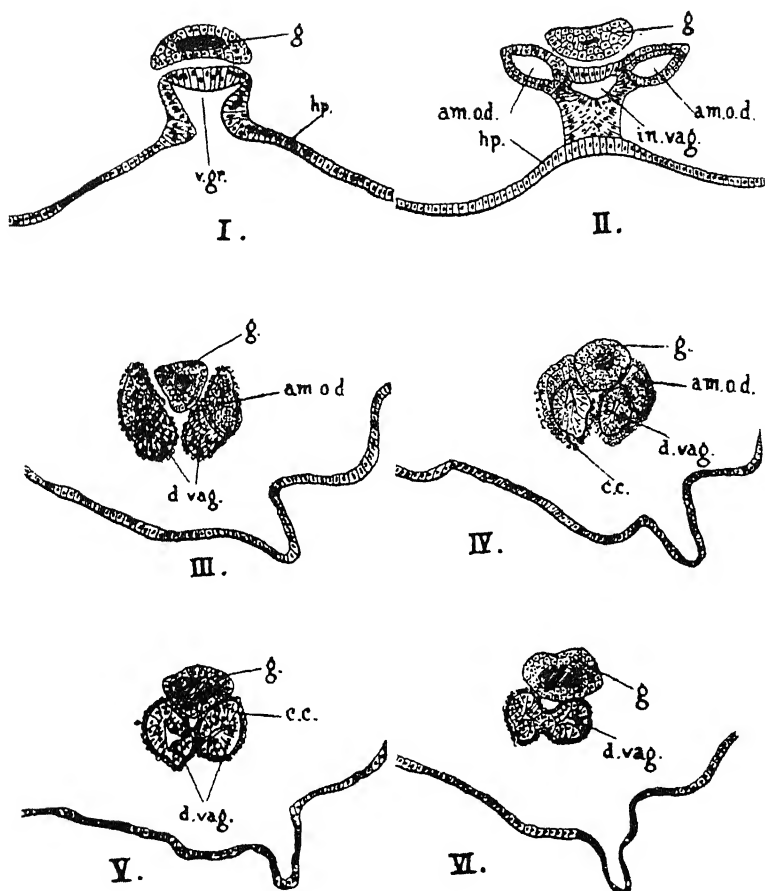 g
hp.
v.gr.
I.
g
am.o.d.
am.o.d.
in.vag.
hp.
II.
g.
am o d
d vag.
III.
g.
am.o.d.
d.vag.
c.c.
IV.
g.
c.c.
d.vag.
V.
g
d.vag.
VI.